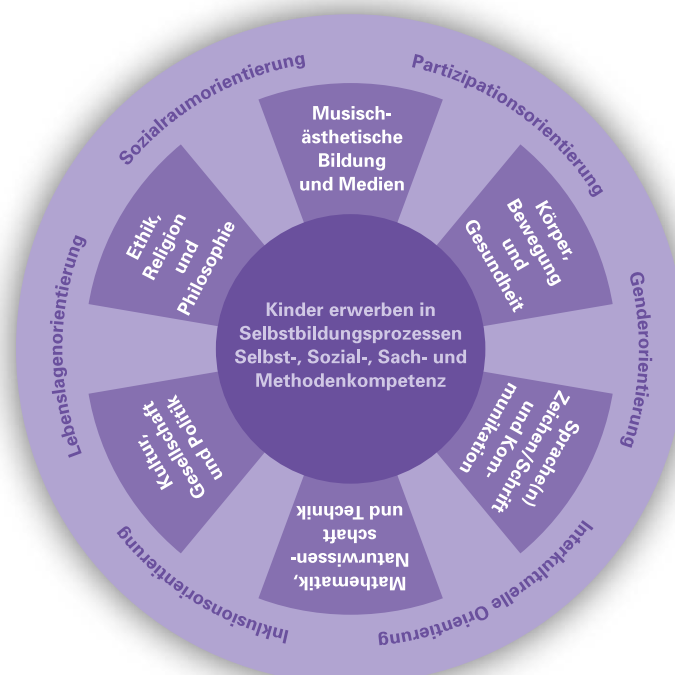 Sozialraumorientierung
Partizipationsorientierung
Genderorientierung
Interkulturelle Orientierung
Inklusionsorientierung
Lebenslagenorientierung
Musisch-
ästhetische
Bildung
und Medien
Körper,
Bewegung
und
Gesundheit
Sprache(n)
Zeichen/Schrift
und Kom-
munikation
Mathematik,
Naturwissen-
schaft
und Technik
Kultur,
Gesellschaft
und Politik
Ethik,
Religion
und
Philosophie
Kinder erwerben in
Selbstbildungsprozessen
Selbst-, Sozial-, Sach- und
Methodenkompetenz